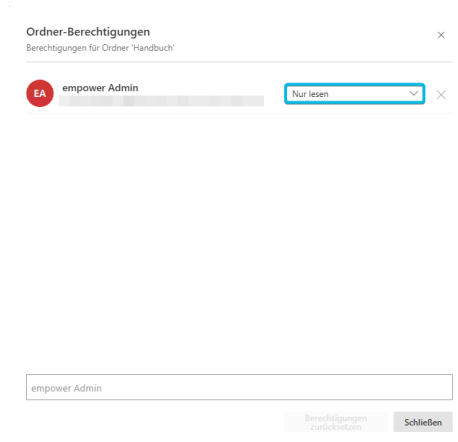 Ordner-Berechtigungen
Berechtigungen für Ordner 'Handbuch'
EA
empower Admin
Nur lesen
empower Admin
Berechtigungen
zurücksetzen
Schließen